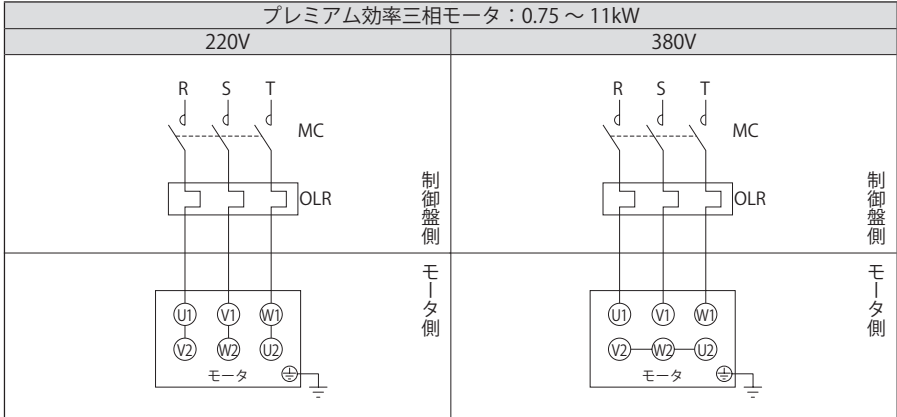 プレミアム効率三相モータ：0.75 ～ 11kW
220V
380V
R S T
MC
OLR
制御盤側
モータ側
U1 V1 W1
V2 W2 U2
モータ
R S T
MC
OLR
制御盤側
モータ側
U1 V1 W1
V2 W2 U2
モータ